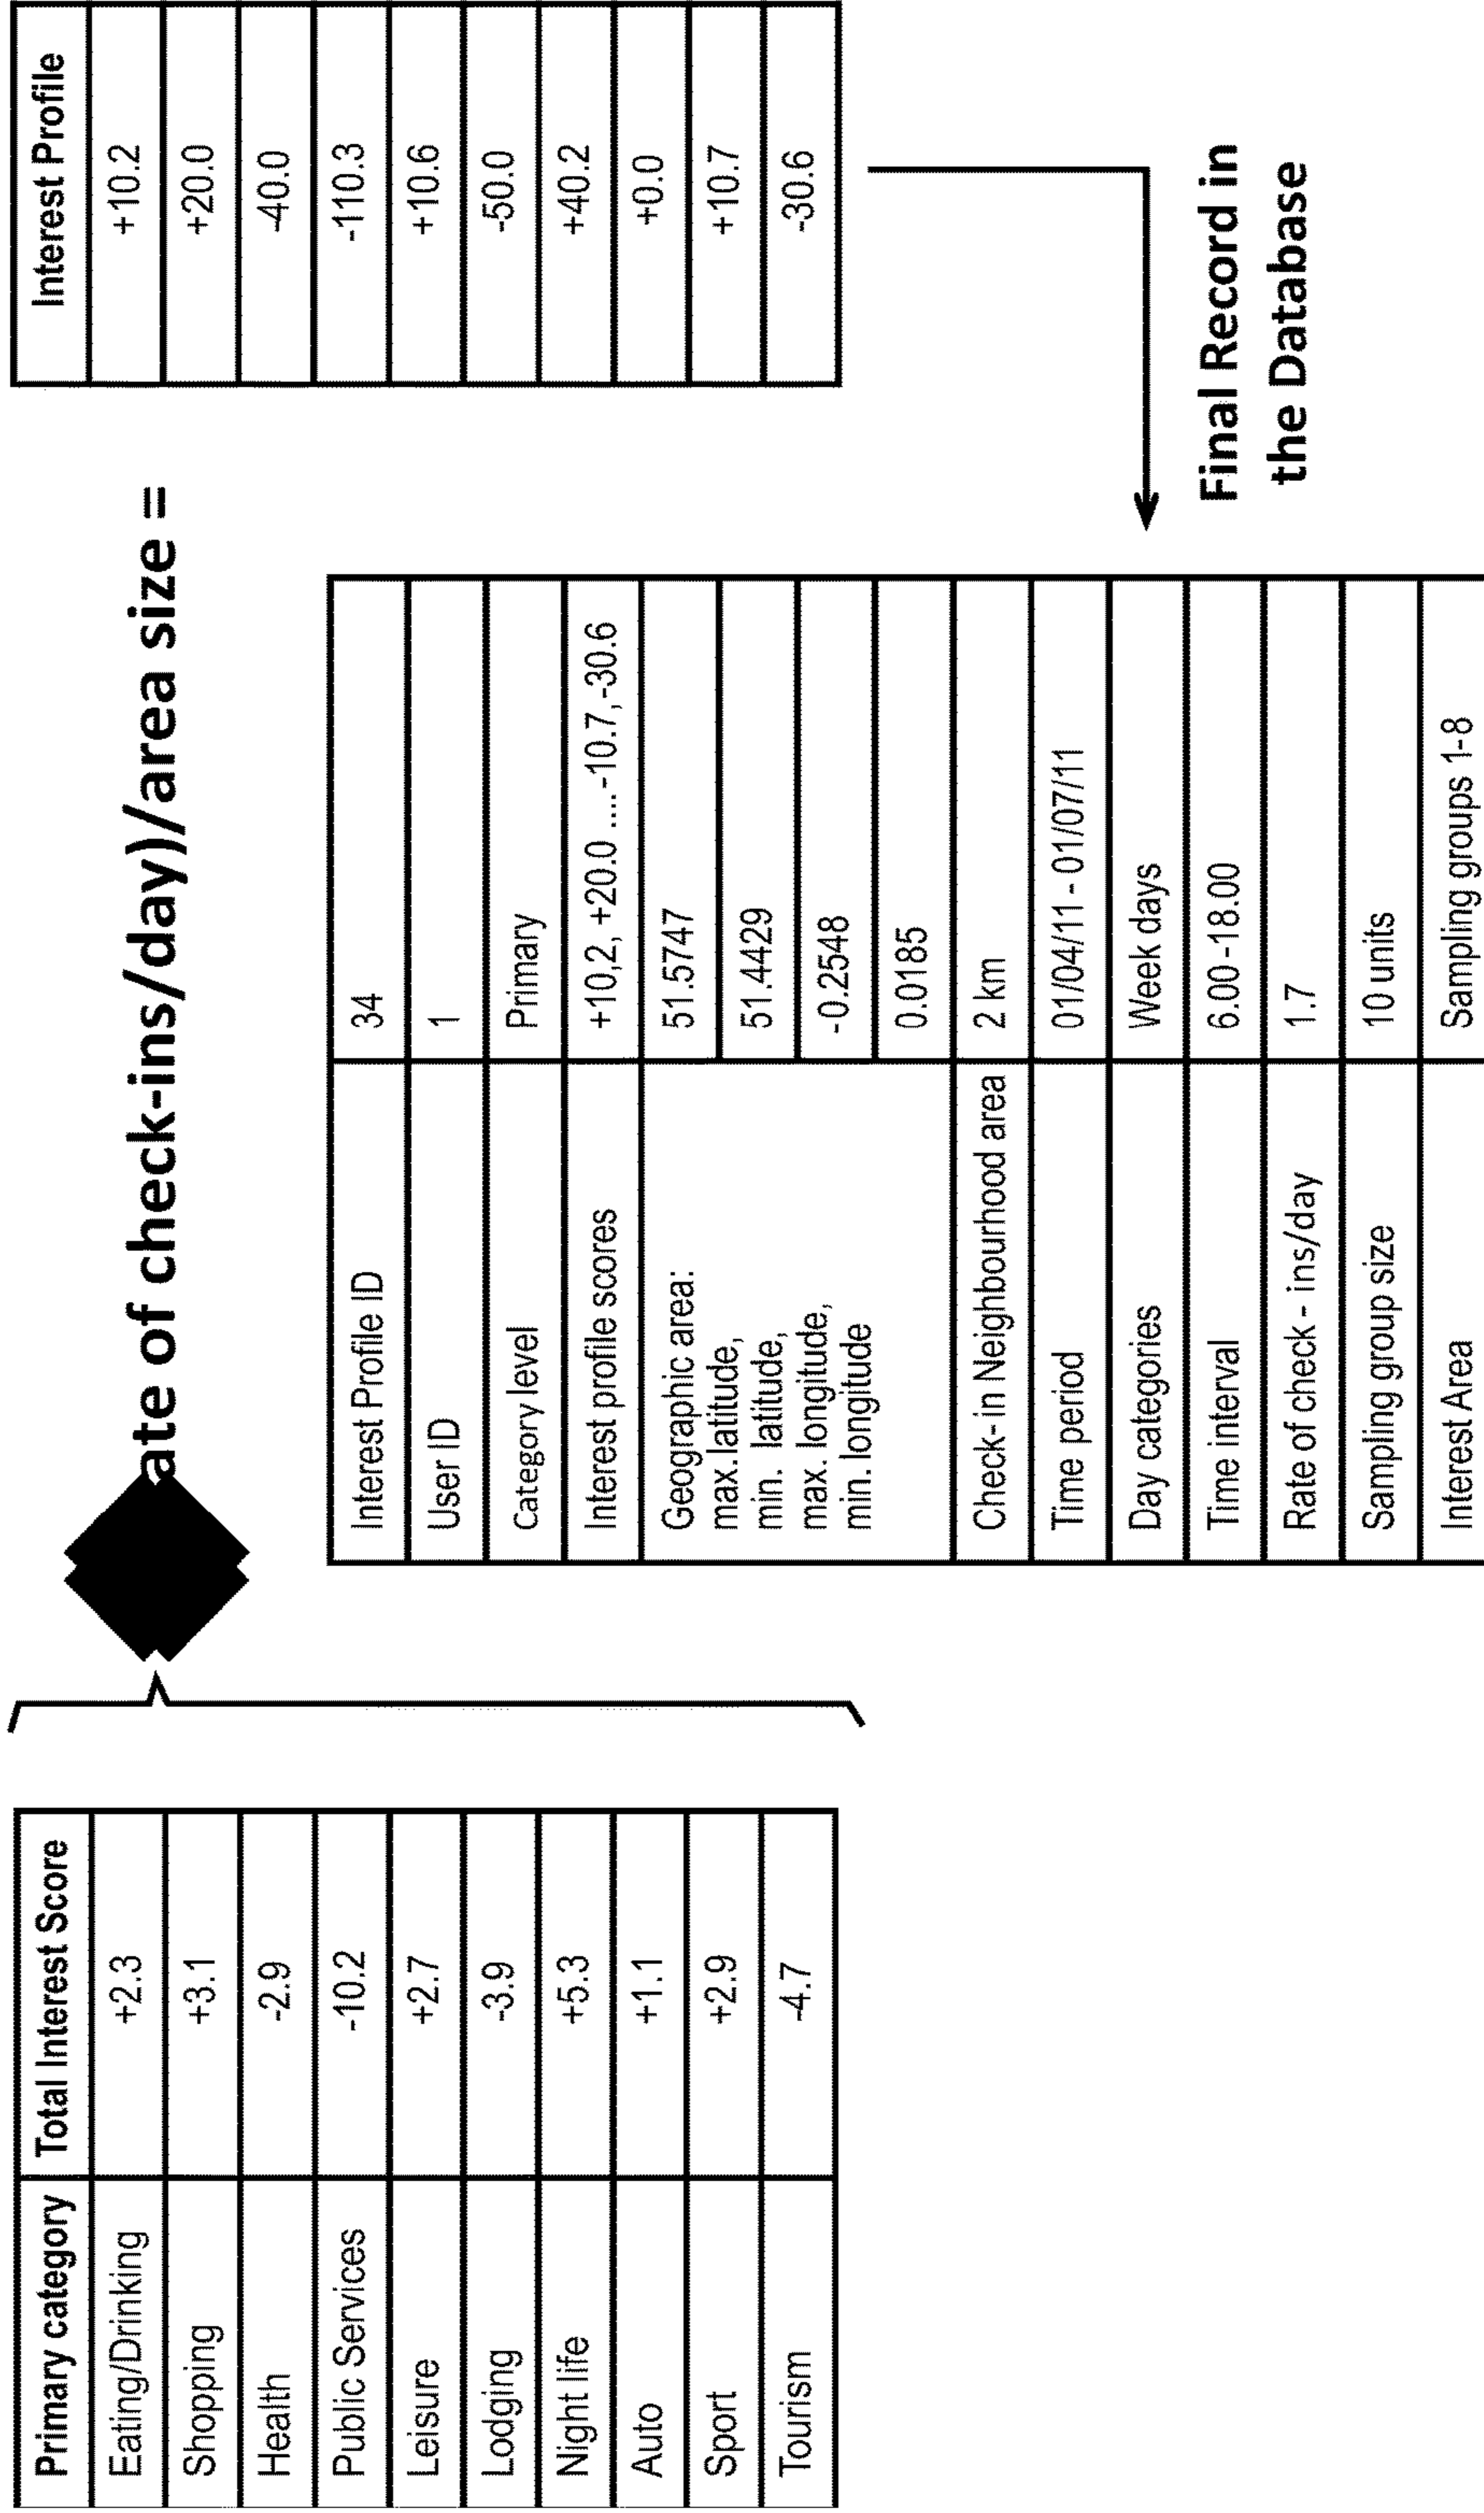 Primary category Total Interest Score
Eating/Drinking +2.3
Shopping +3.1
Health -2.9
Public Services -10.2
Leisure +2.7
Lodging -3.9
Night life +5.3
Auto +1.1
Sport +2.9
Tourism -4.7
ate of check-ins/day)/area size =
Interest Profile
+10.2
+20.0
-40.0
-110.3
+10.6
-50.0
+40.2
+0.0
+10.7
-30.6
Final Record in
the Database
Interest Profile ID 34
User ID 1
Category level Primary
Interest profile scores +10,2, +20.0 ....-10.7,-30.6
Geographic area:
max.latitude,
min. latitude,
max. longitude,
min. longitude
51.5747
51.4429
-0.2548
0.0185
Check- in Neighbourhood area 2 km
Time period 01/04/11 - 01/07/11
Day categories Week days
Time interval 6.00 -18.00
Rate of check - ins/day 1.7
Sampling group size 10 units
Interest Area Sampling groups 1-8